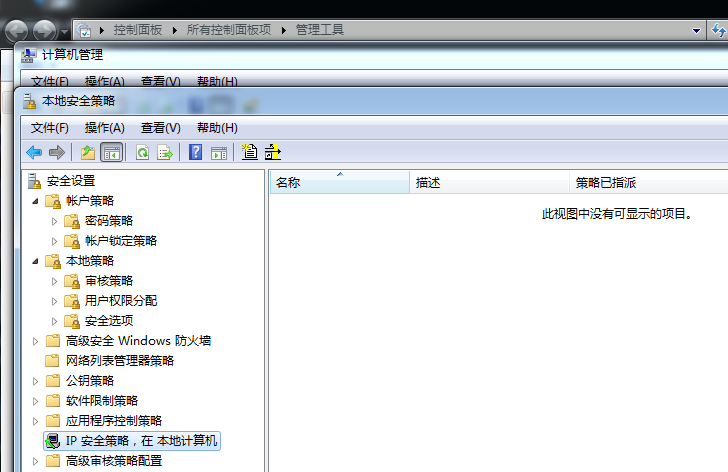 控制面板 所有控制面板项 管理工具
计算机管理
文件(F) 操作(A) 查看(V) 帮助(H)
本地安全策略
文件(F) 操作(A) 查看(V) 帮助(H)
安全设置
帐户策略
密码策略
帐户锁定策略
本地策略
审核策略
用户权限分配
安全选项
高级安全 Windows 防火墙
网络列表管理器策略
公钥策略
软件限制策略
应用程序控制策略
IP 安全策略，在 本地计算机
高级审核策略配置
名称 描述 策略已指派
此视图中没有可显示的项目。